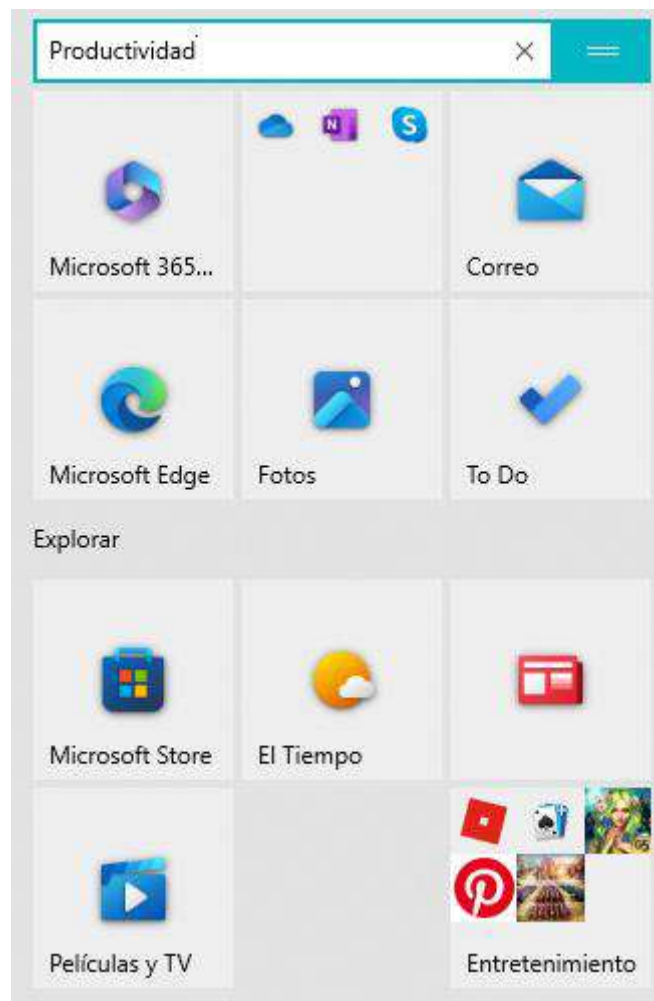 Productividad
Microsoft 365...
Correo
Microsoft Edge
Fotos
To Do
Explorar
Microsoft Store
El Tiempo
Películas y TV
Entretenimiento